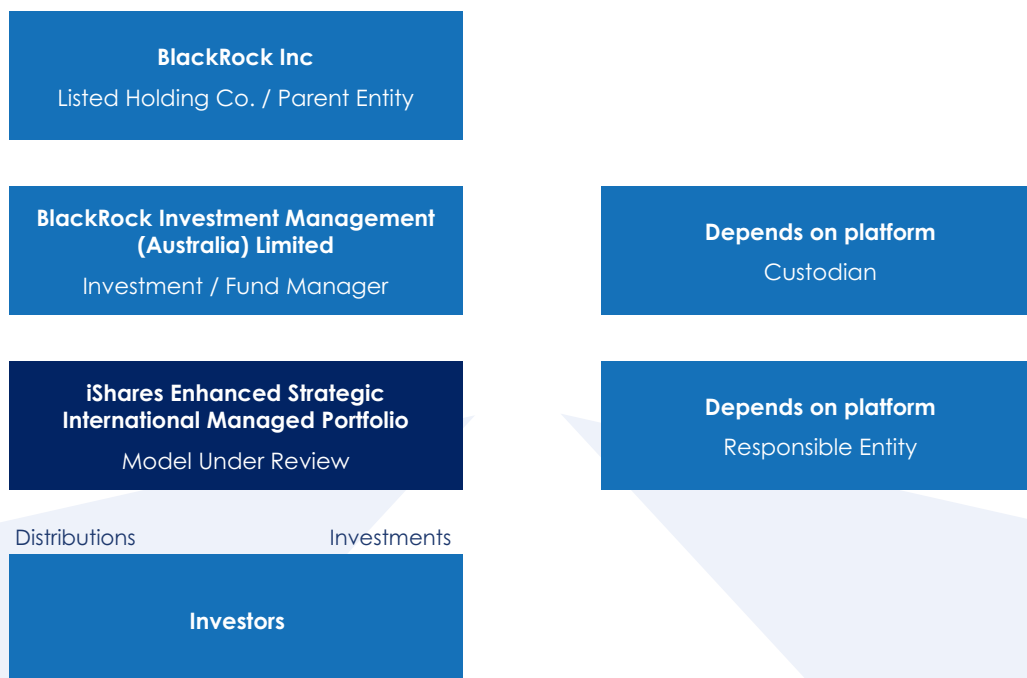 BlackRock Inc
Listed Holding Co. / Parent Entity
BlackRock Investment Management
(Australia) Limited
Investment / Fund Manager
Depends on platform
Custodian
iShares Enhanced Strategic
International Managed Portfolio
Model Under Review
Depends on platform
Responsible Entity
Distributions
Investments
Investors